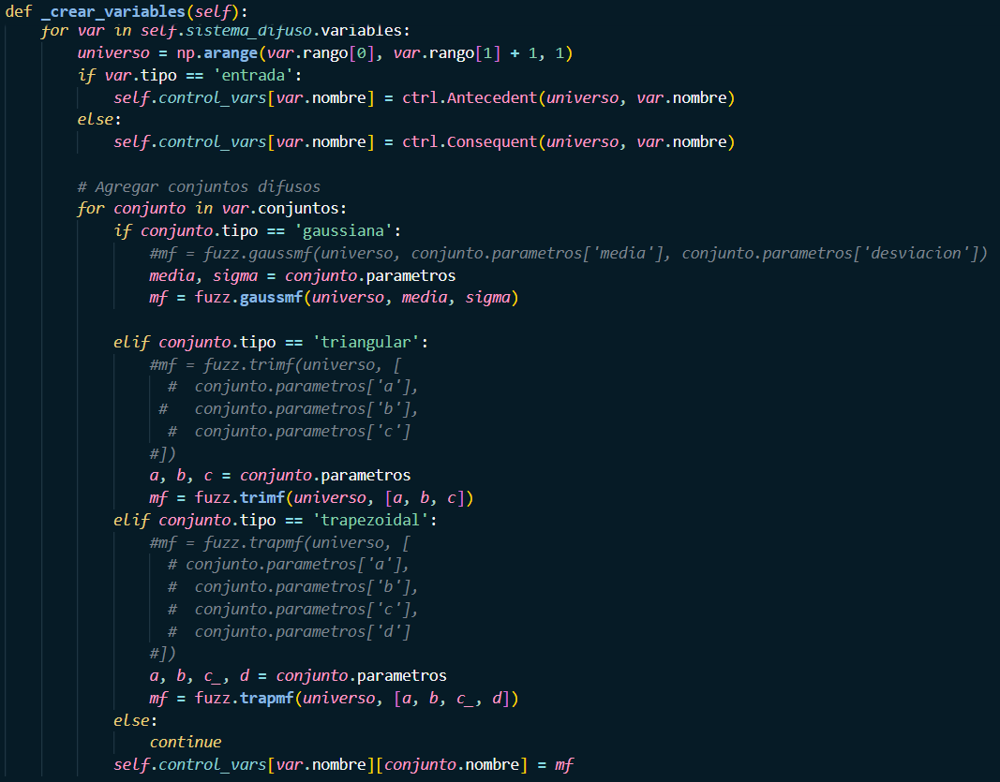 def _crear_variables(self):
    for var in self.sistema_difuso.variables:
        universo = np.arange(var.rango[0], var.rango[1] + 1, 1)
        if var.tipo == 'entrada':
            self.control_vars[var.nombre] = ctrl.Antecedent(universo, var.nombre)
        else:
            self.control_vars[var.nombre] = ctrl.Consequent(universo, var.nombre)

        # Agregar conjuntos difusos
        for conjunto in var.conjuntos:
            if conjunto.tipo == 'gaussiana':
                #mf = fuzz.gaussmf(universo, conjunto.parametros['media'], conjunto.parametros['desviacion'])
                media, sigma = conjunto.parametros
                mf = fuzz.gaussmf(universo, media, sigma)

            elif conjunto.tipo == 'triangular':
                #mf = fuzz.trimf(universo, [
                  #  conjunto.parametros['a'],
                 #   conjunto.parametros['b'],
                  #  conjunto.parametros['c']
                #])
                a, b, c = conjunto.parametros
                mf = fuzz.trimf(universo, [a, b, c])
            elif conjunto.tipo == 'trapezoidal':
                #mf = fuzz.trapmf(universo, [
                  # conjunto.parametros['a'],
                  #  conjunto.parametros['b'],
                  #  conjunto.parametros['c'],
                  #  conjunto.parametros['d']
                #])
                a, b, c_, d = conjunto.parametros
                mf = fuzz.trapmf(universo, [a, b, c_, d])
            else:
                continue
            self.control_vars[var.nombre][conjunto.nombre] = mf